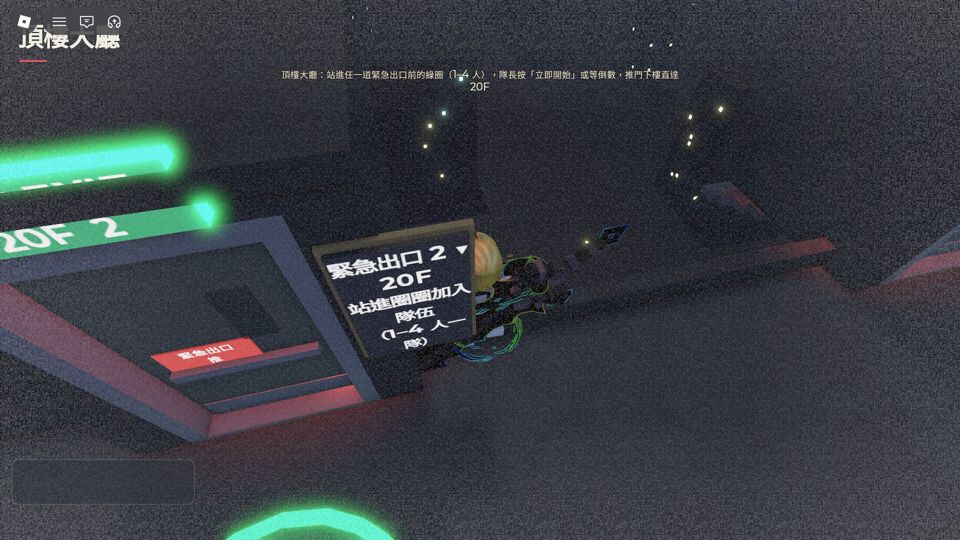 頂樓大廳
頂樓大廳：站進任一道緊急出口前的綠圈（1–4 人），隊長按「立即開始」或等倒數，推門下樓直達
20F
20F 2
緊急出口 2 ▼
20F
站進圈圈加入
隊伍
(1–4 人一
隊)
緊急出口
推